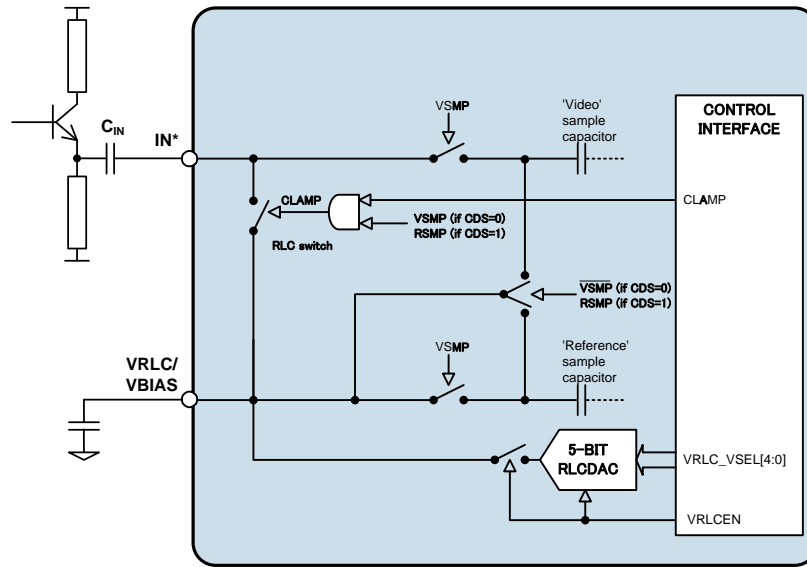 CONTROL
INTERFACE
VSMP
'Video'
sample
capacitor
CIN
IN*
CLAMP
CLAMP
VSMP (if CDS=0)
RSMP (if CDS=1)
RLC switch
VSMP (if CDS=0)
RSMP (if CDS=1)
VSMP
'Reference'
sample
capacitor
VRLC/
VBIAS
5-BIT
RLCDAC
VRLC_VSEL[4:0]
VRLCEN